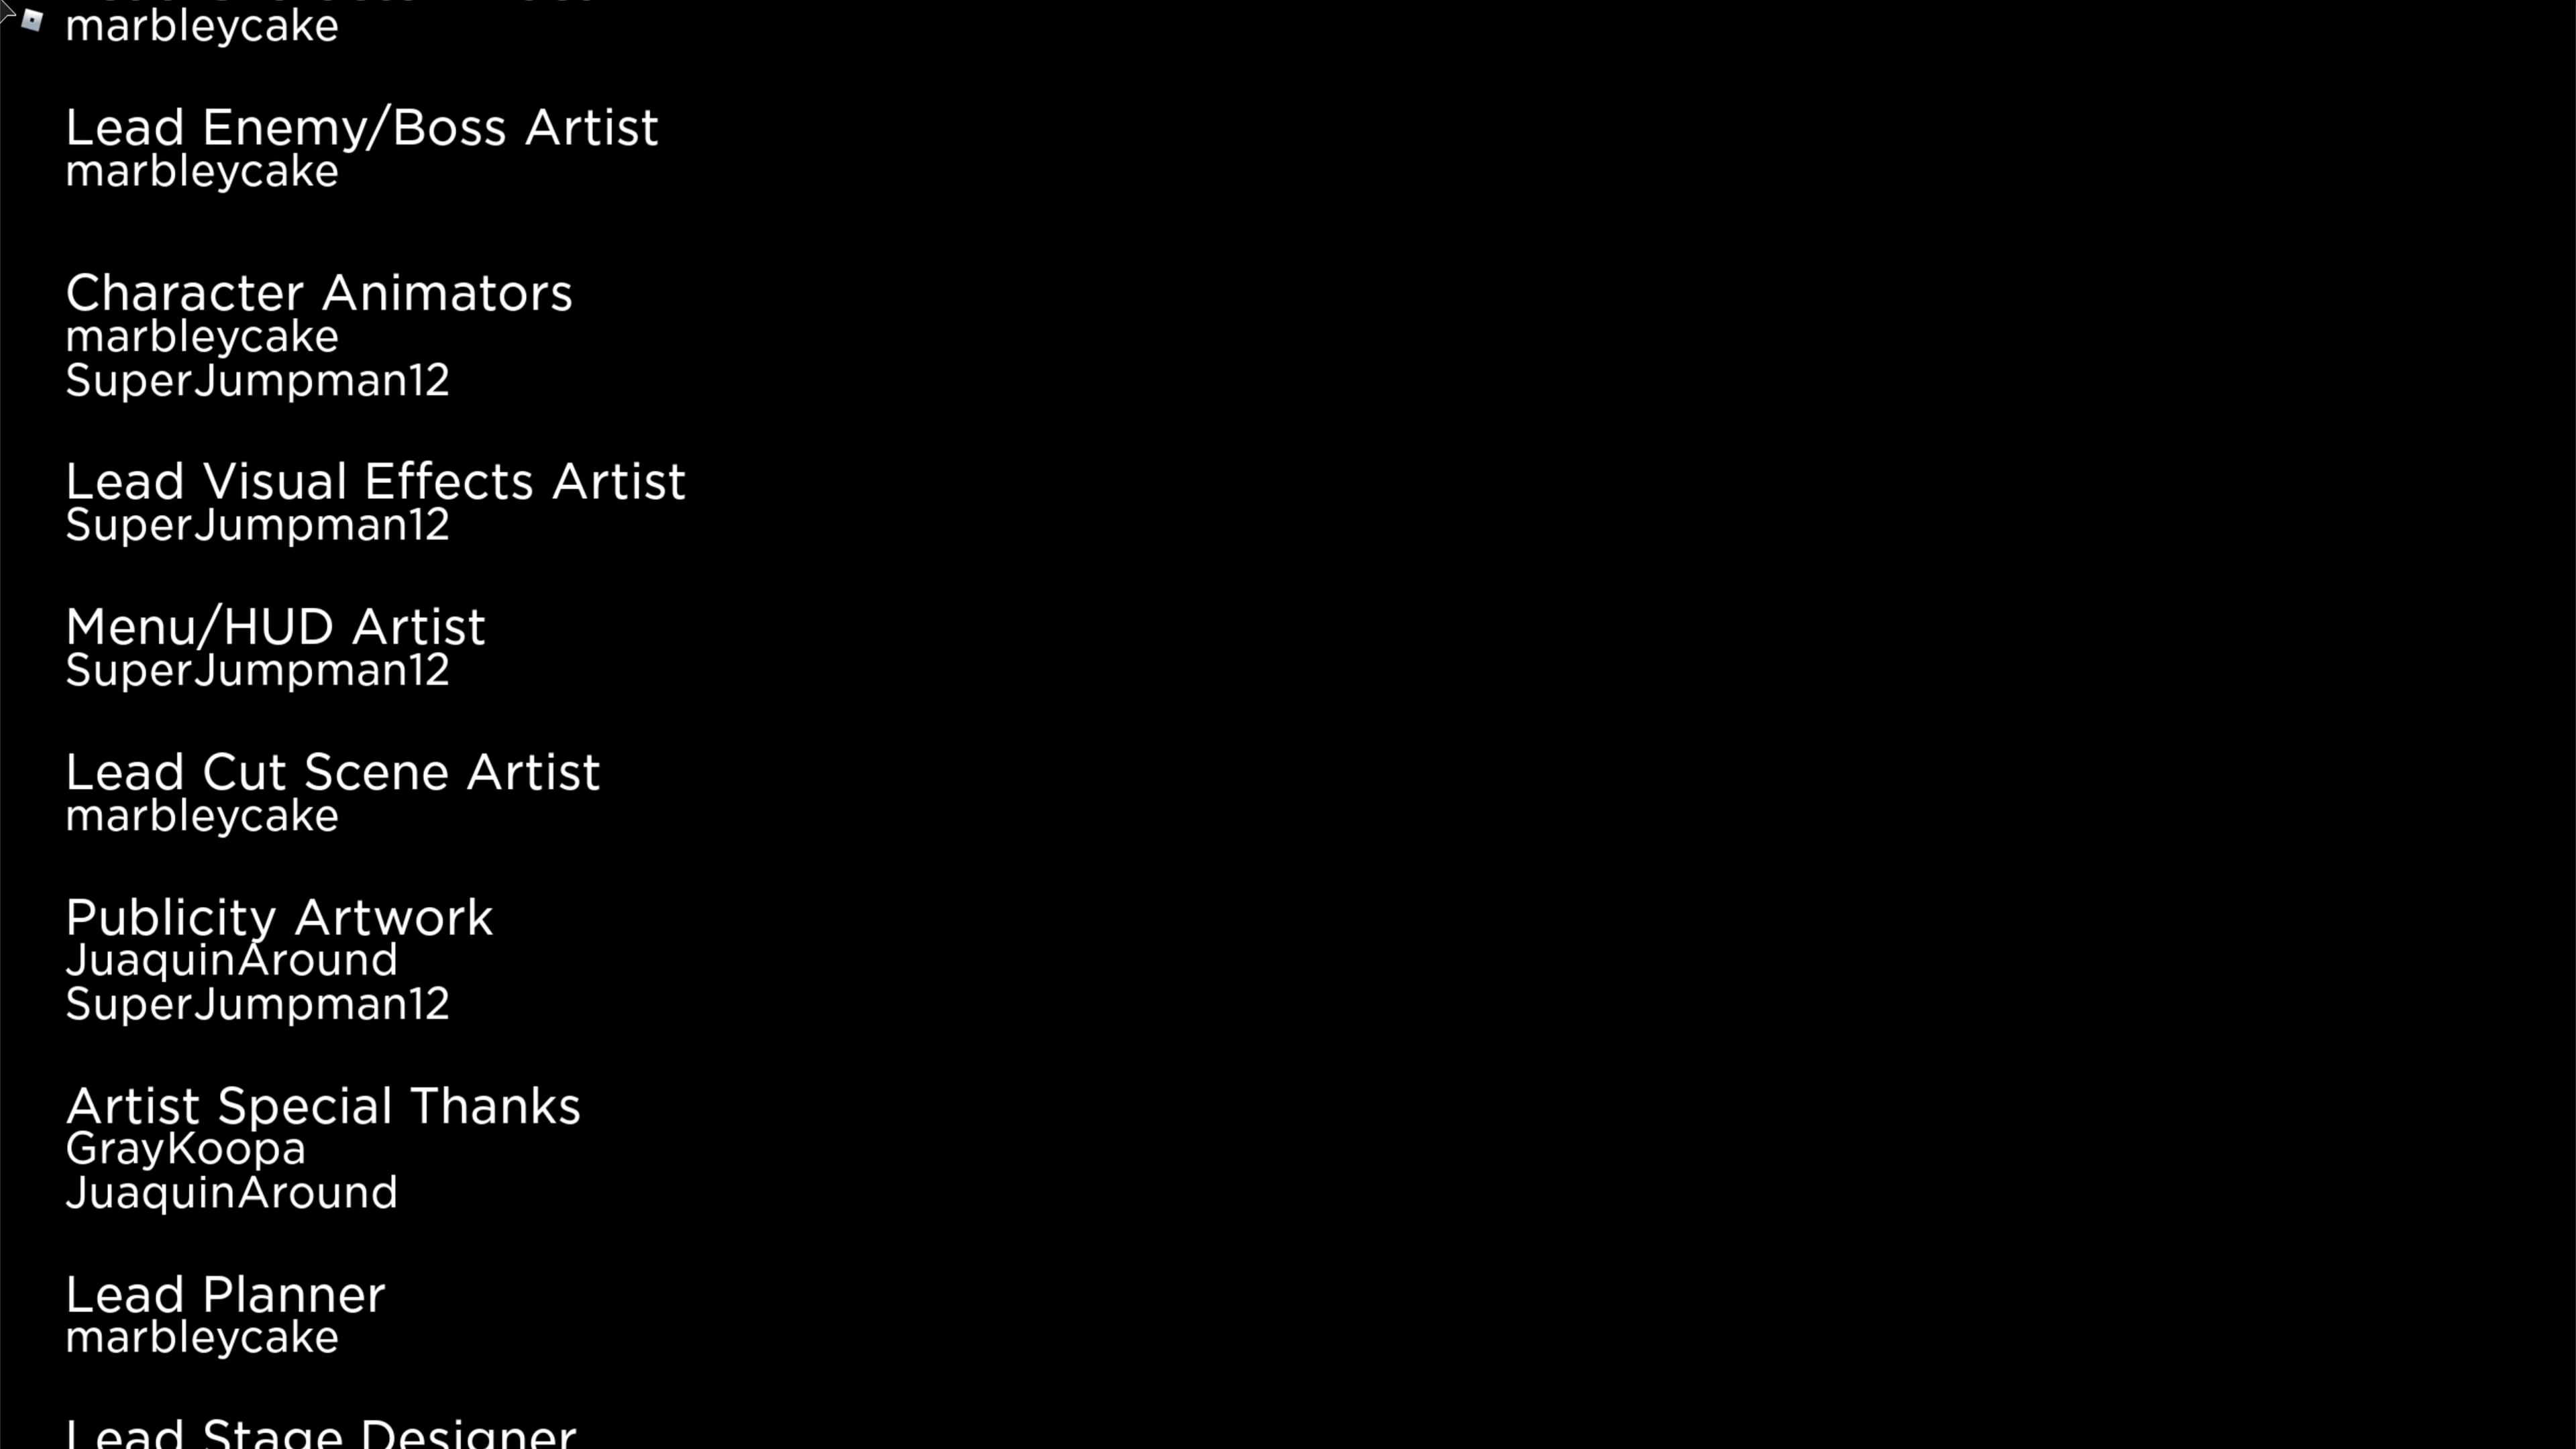 marbleycake
Lead Enemy/Boss Artist
marbleycake
Character Animators
marbleycake
SuperJumpman12
Lead Visual Effects Artist
SuperJumpman12
Menu/HUD Artist
SuperJumpman12
Lead Cut Scene Artist
marbleycake
Publicity Artwork
JuaquinAround
SuperJumpman12
Artist Special Thanks
GrayKoopa
JuaquinAround
Lead Planner
marbleycake
Lead Stage Designer